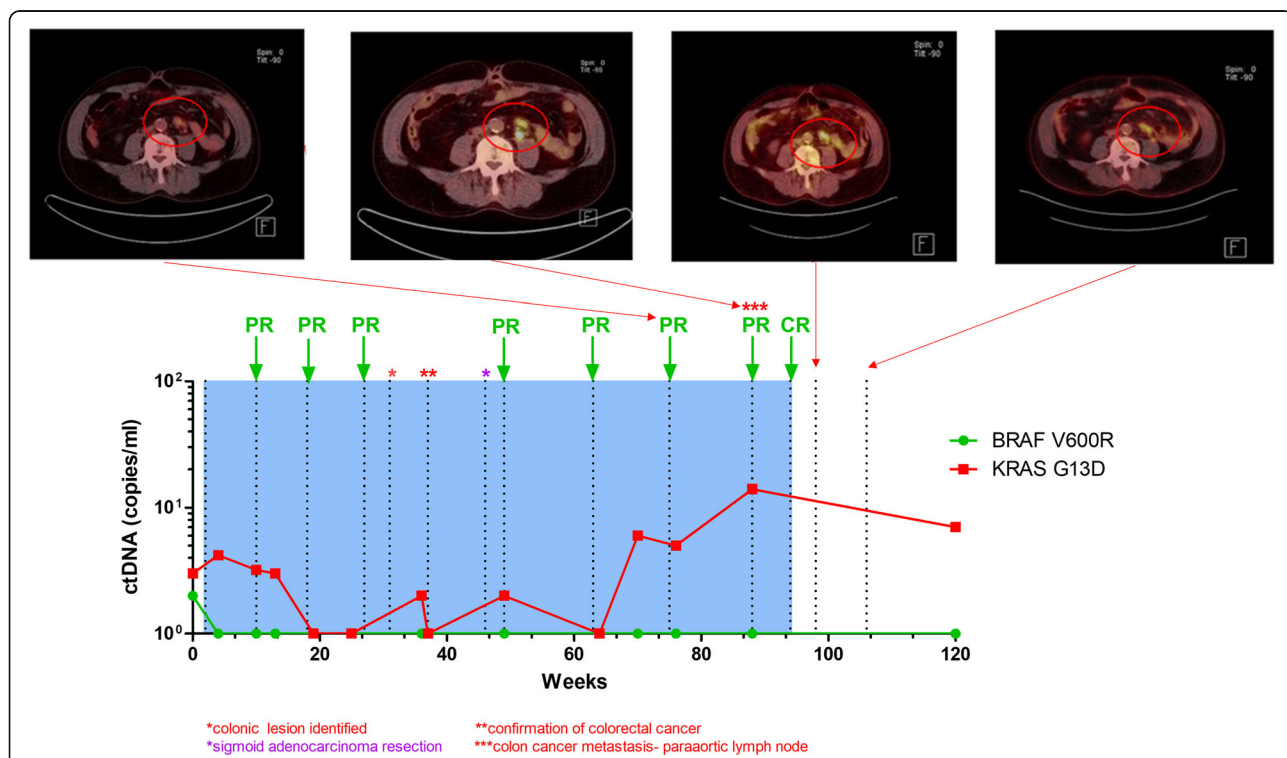 Spin: 0
Tilt: -90
F
Spin: 0
Tilt: -90
F
Spin: 0
Tilt: -90
F
Spin: 0
Tilt: -90
F
***
PR PR PR PR PR PR PR CR
* ** *
10²
10¹
10⁰
ctDNA (copies/ml)
BRAF V600R
KRAS G13D
0 20 40 60 80 100 120
Weeks
*colonic lesion identified **confirmation of colorectal cancer
*sigmoid adenocarcinoma resection ***colon cancer metastasis- paraaortic lymph node